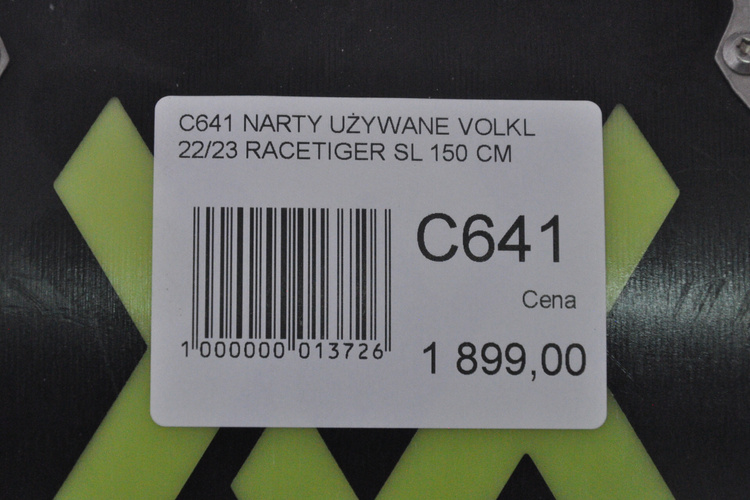 C641 NARTY UŻYWANE VOLKL
22/23 RACETIGER SL 150 CM
C641
Cena
1 000000 013726
1 899,00